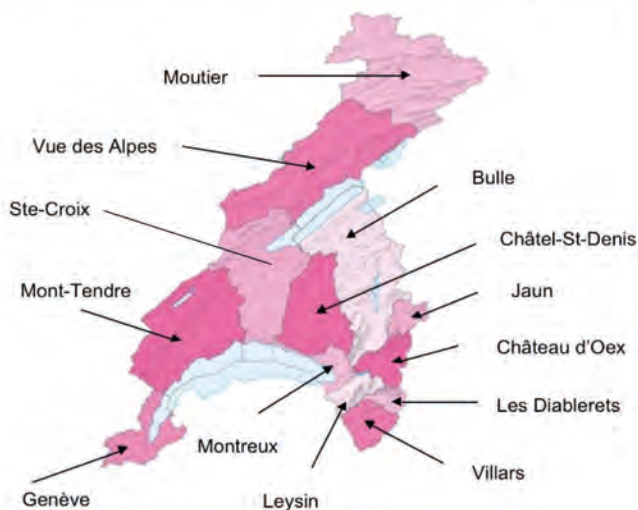 Moutier
Vue des Alpes
Bulle
Ste-Croix
Châtel-St-Denis
Mont-Tendre
Jaun
Château d'Oex
Les Diablerets
Montreux
Villars
Genève
Leysin